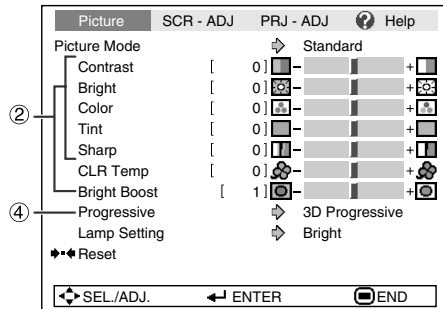 Picture SCR - ADJ PRJ - ADJ ? Help
Picture Mode Standard
Contrast [ 0 ] - +
Bright [ 0 ] - +
② Color [ 0 ] - +
Tint [ 0 ] - +
Sharp [ 0 ] - +
CLR Temp [ 0 ] - +
Bright Boost [ 1 ] - +
④ Progressive 3D Progressive
Lamp Setting Bright
Reset
SEL./ADJ. ENTER END